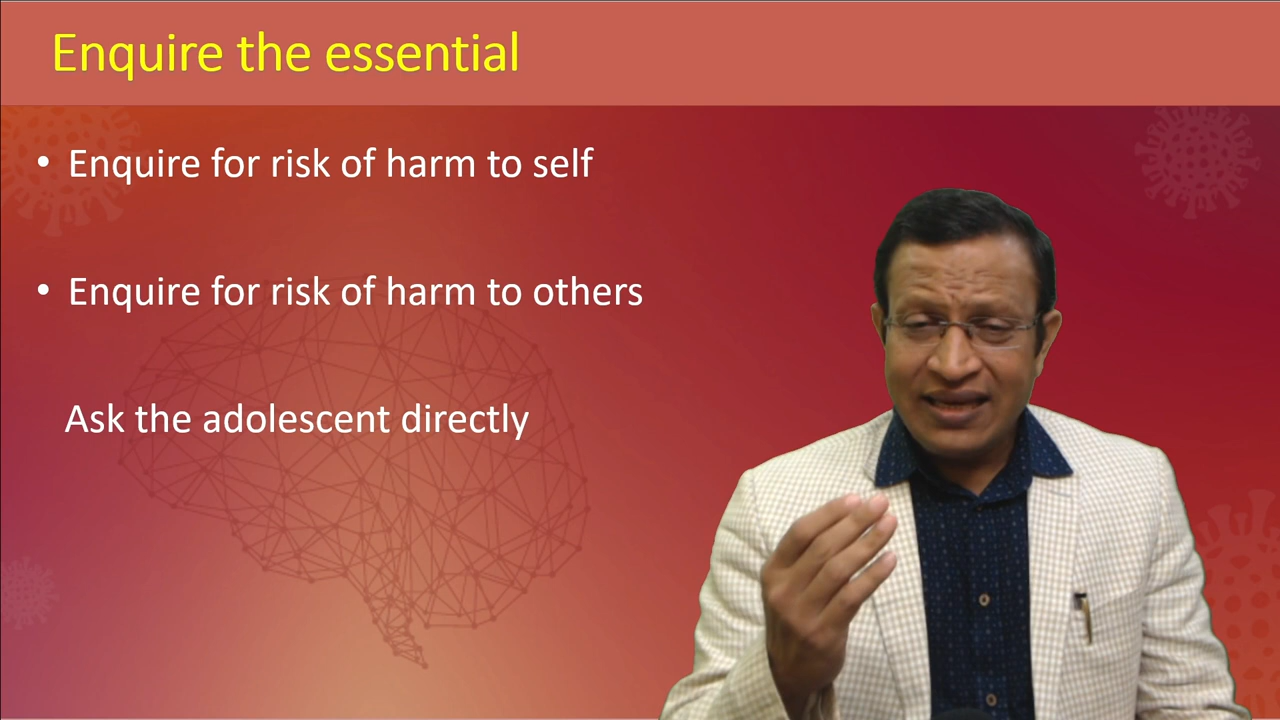 Enquire the essential
• Enquire for risk of harm to self
• Enquire for risk of harm to others
Ask the adolescent directly